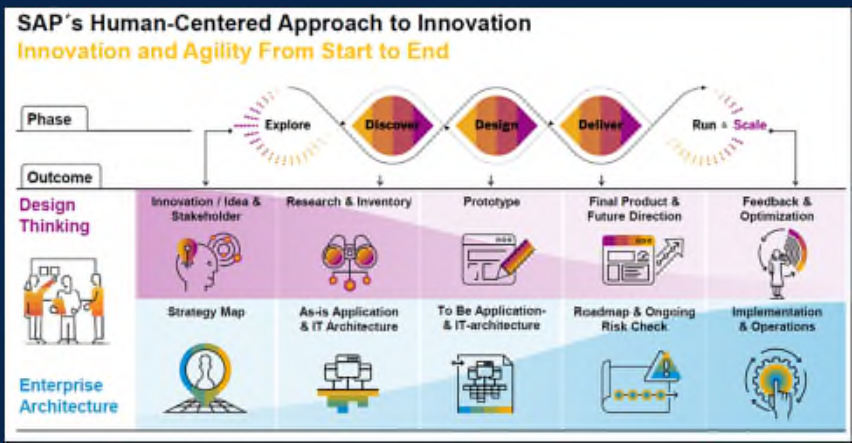 SAP´s Human-Centered Approach to Innovation
Innovation and Agility From Start to End
Phase
Explore
Discover
Design
Deliver
Run & Scale
Outcome
Design
Thinking
Innovation / Idea &
Stakeholder
Research & Inventory
Prototype
Final Product &
Future Direction
Feedback &
Optimization
Strategy Map
As-is Application
& IT Architecture
To Be Application-
& IT-architecture
Roadmap & Ongoing
Risk Check
Implementation
& Operations
Enterprise
Architecture